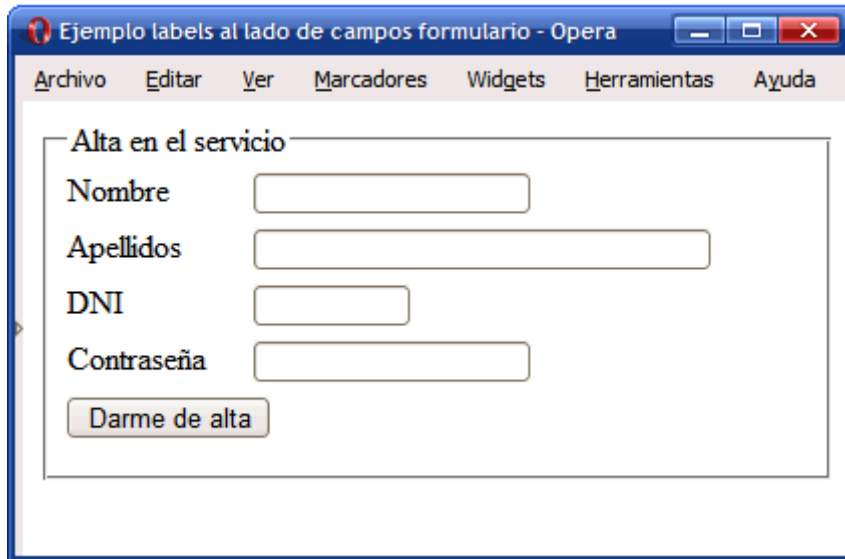 Ejemplo labels al lado de campos formulario - Opera
Archivo Editar Ver Marcadores Widgets Herramientas Ayuda
Alta en el servicio
Nombre
Apellidos
DNI
Contraseña
Darme de alta